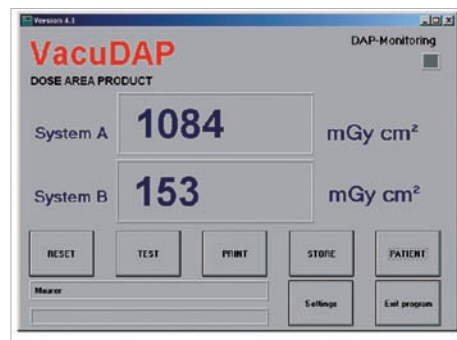 Version 4.1
VacuDAP
DAP-Monitoring
DOSE AREA PRODUCT
System A 1084 mGy cm²
System B 153 mGy cm²
RESET TEST PRINT STORE PATIENT
Maurer
Settings Exit program